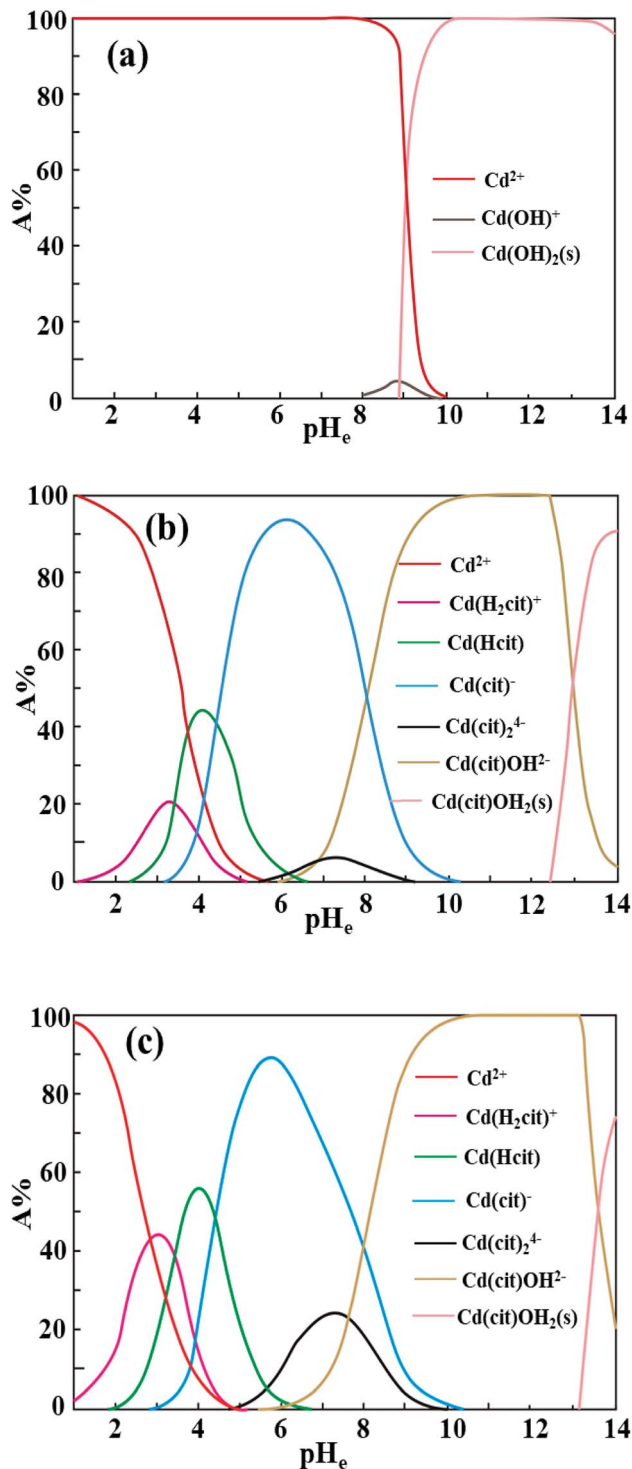 (a)
A%
100
80
60
40
20
0
Cd²⁺
Cd(OH)⁺
Cd(OH)₂(s)
2 4 6 8 10 12 14
pHₑ
(b)
A%
100
80
60
40
20
0
Cd²⁺
Cd(H₂cit)⁺
Cd(Hcit)
Cd(cit)⁻
Cd(cit)₂⁴⁻
Cd(cit)OH²⁻
Cd(cit)OH₂(s)
2 4 6 8 10 12 14
pHₑ
(c)
A%
100
80
60
40
20
0
Cd²⁺
Cd(H₂cit)⁺
Cd(Hcit)
Cd(cit)⁻
Cd(cit)₂⁴⁻
Cd(cit)OH²⁻
Cd(cit)OH₂(s)
2 4 6 8 10 12 14
pHₑ